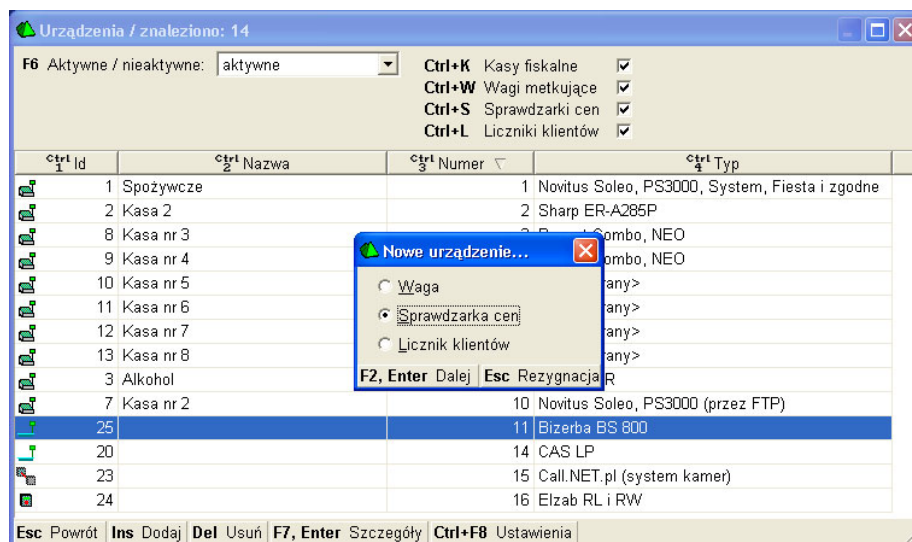 Urządzenia / znaleziono: 14
F6 Aktywne / nieaktywne: aktywne
Ctrl+K Kasy fiskalne
Ctrl+W Wagi metkujące
Ctrl+S Sprawdzarki cen
Ctrl+L Liczniki klientów
Ctrl 1 Id Ctrl 2 Nazwa Ctrl 3 Numer Ctrl 4 Typ
1 Spożywcze 1 Novitus Soleo, PS3000, System, Fiesta i zgodne
2 Kasa 2 2 Sharp ER-A285P
8 Kasa nr 3 Combo, NEO
9 Kasa nr 4 ombo, NEO
10 Kasa nr 5 any>
11 Kasa nr 6 any>
12 Kasa nr 7 any>
13 Kasa nr 8 any>
3 Alkohol R
7 Kasa nr 2 10 Novitus Soleo, PS3000 (przez FTP)
25 11 Bizerba BS 800
20 14 CAS LP
23 15 Call.NET.pl (system kamer)
24 16 Elzab RL i RW
Nowe urządzenie...
Waga
Sprawdzarka cen
Licznik klientów
F2, Enter Dalej Esc Rezygnacja
Esc Powrót Ins Dodaj Del Usuń F7, Enter Szczegóły Ctrl+F8 Ustawienia